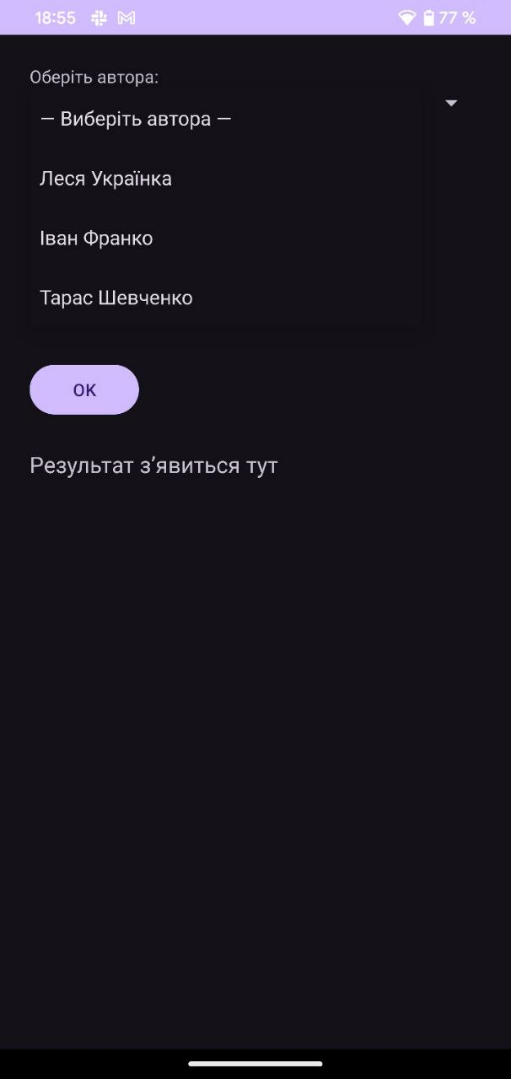 18:55 77 %
Оберіть автора:
— Виберіть автора —
Леся Українка
Іван Франко
Тарас Шевченко
OK
Результат з’явиться тут